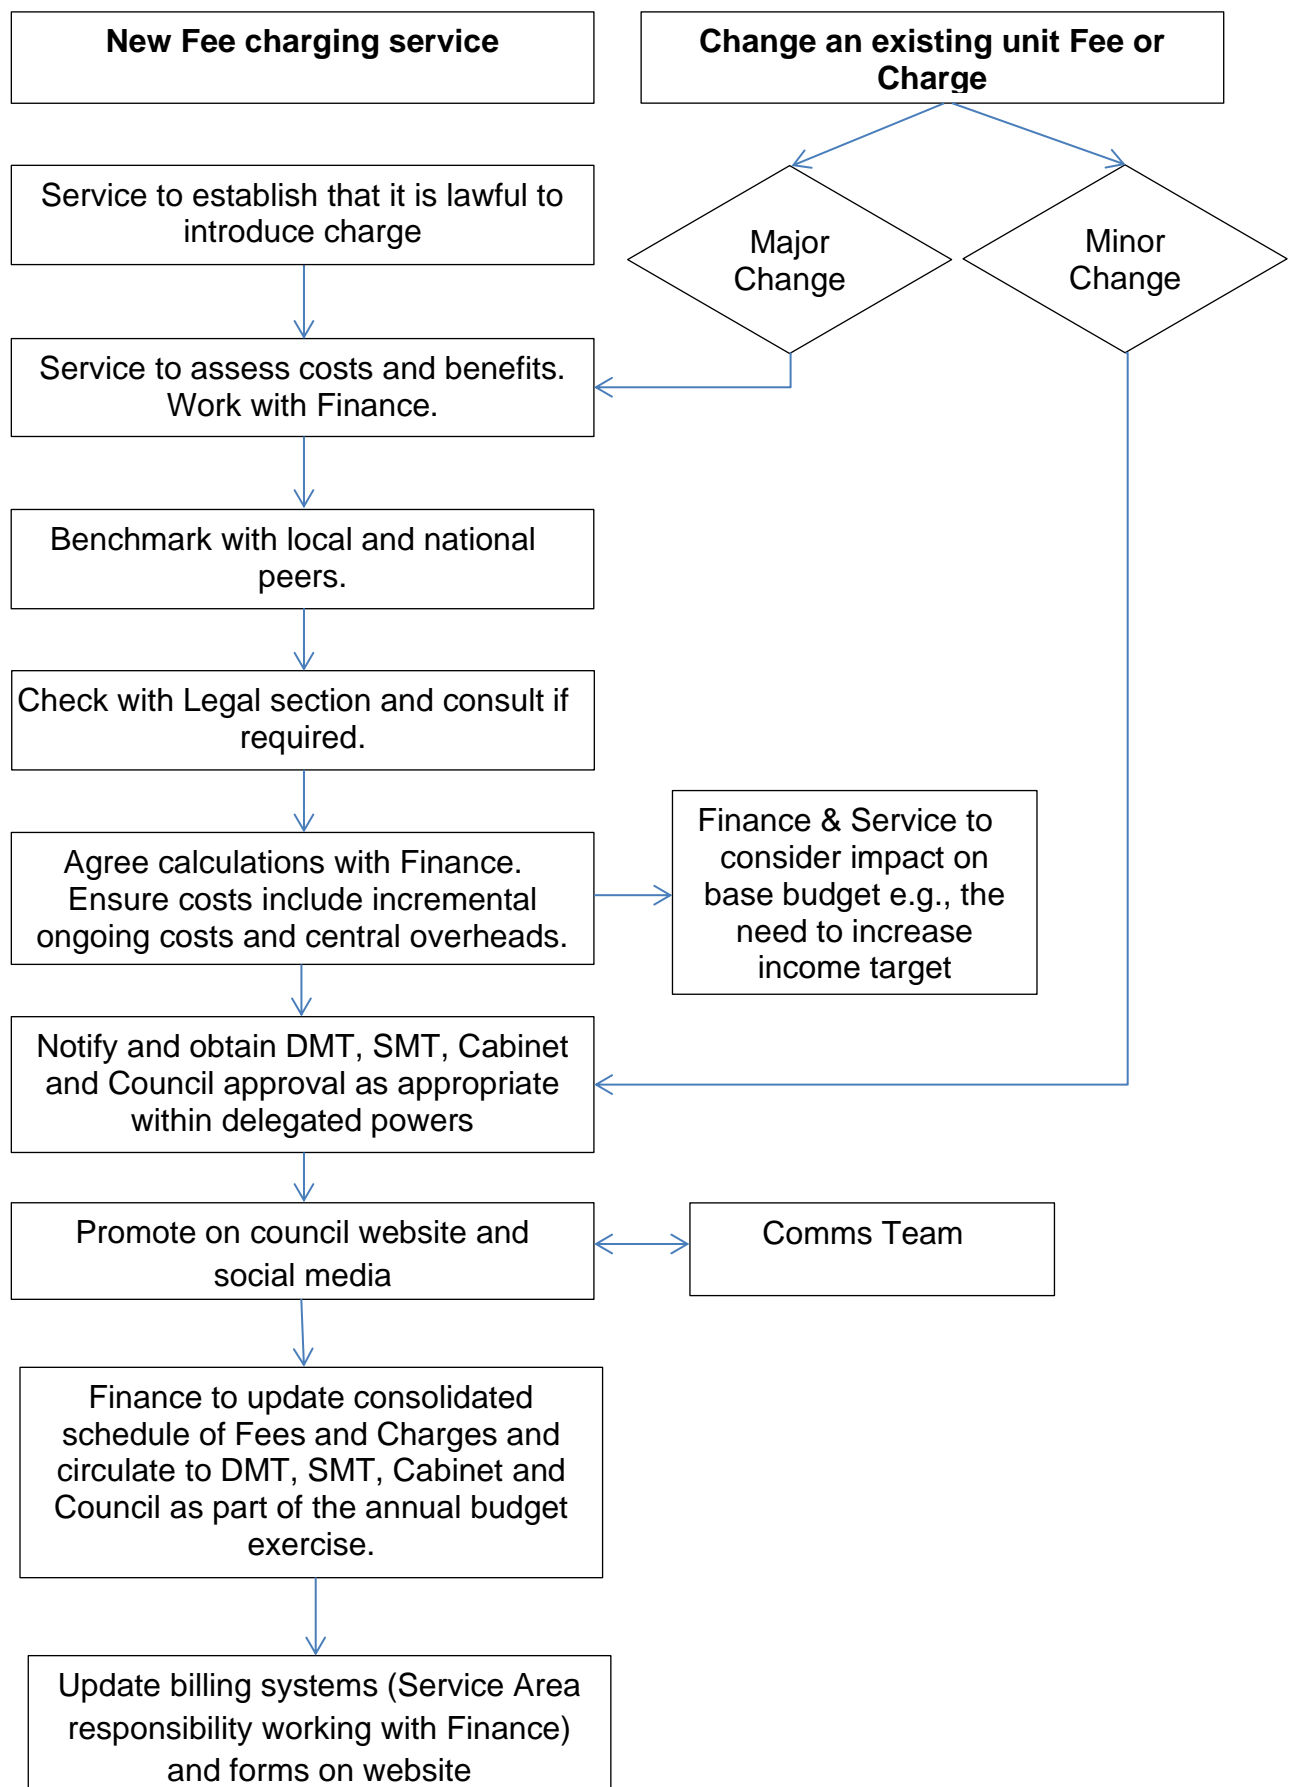 New Fee charging service
Change an existing unit Fee or
Charge
Service to establish that it is lawful to
introduce charge
Major
Change
Minor
Change
Service to assess costs and benefits.
Work with Finance.
Benchmark with local and national
peers.
Check with Legal section and consult if
required.
Agree calculations with Finance.
Ensure costs include incremental
ongoing costs and central overheads.
Finance & Service to
consider impact on
base budget e.g., the
need to increase
income target
Notify and obtain DMT, SMT, Cabinet
and Council approval as appropriate
within delegated powers
Promote on council website and
social media
Comms Team
Finance to update consolidated
schedule of Fees and Charges and
circulate to DMT, SMT, Cabinet and
Council as part of the annual budget
exercise.
Update billing systems (Service Area
responsibility working with Finance)
and forms on website